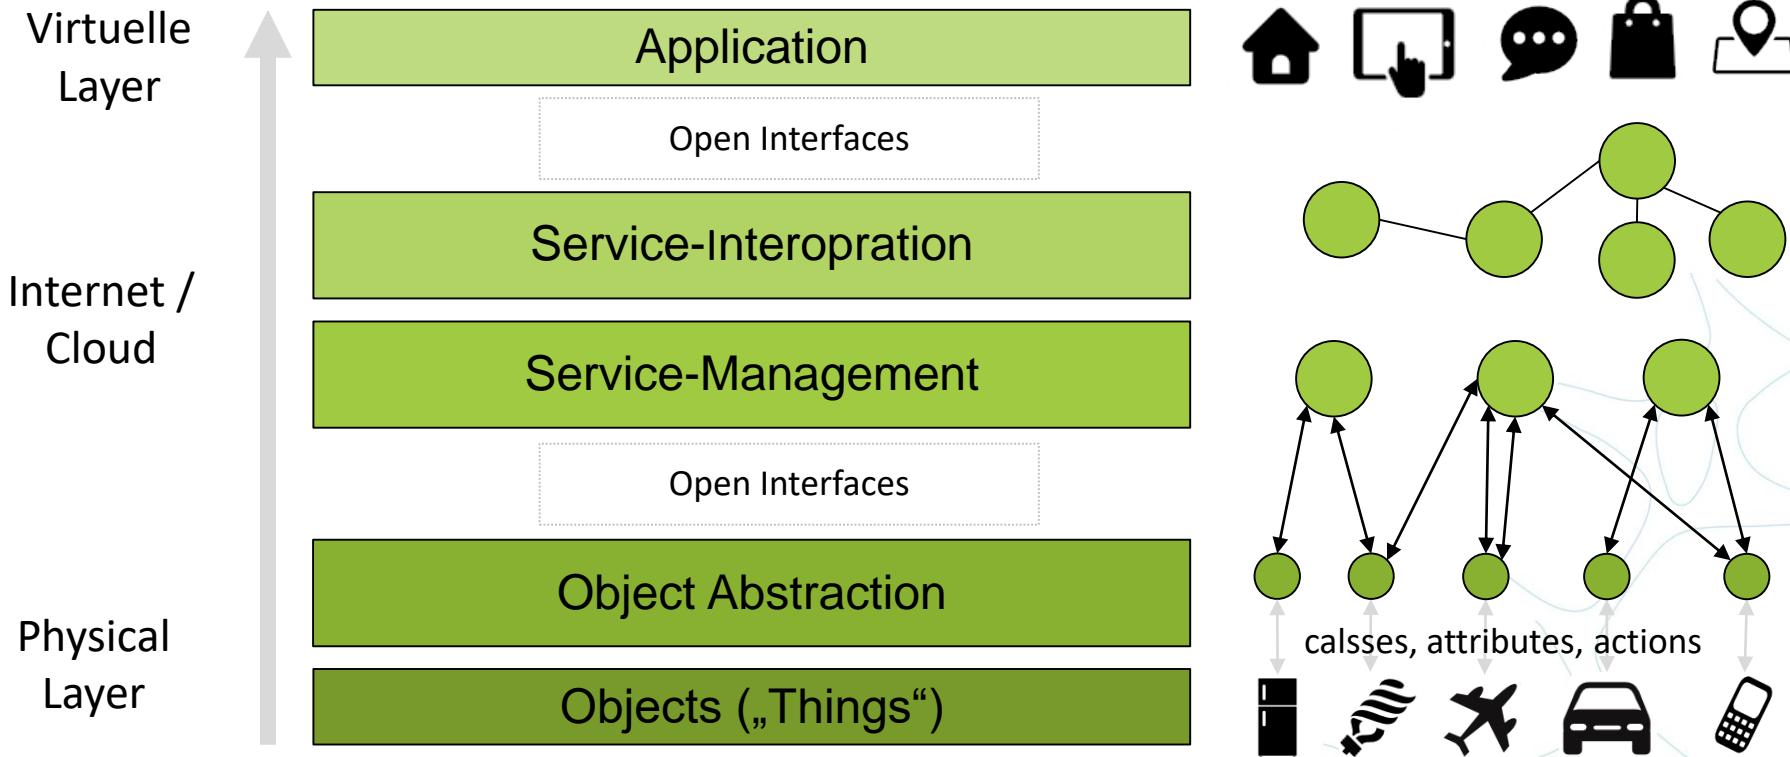 Virtuelle
Layer
Application
Open Interfaces
Service-Interopration
Internet /
Cloud
Service-Management
Open Interfaces
Object Abstraction
Physical
Layer
calsses, attributes, actions
Objects („Things“)